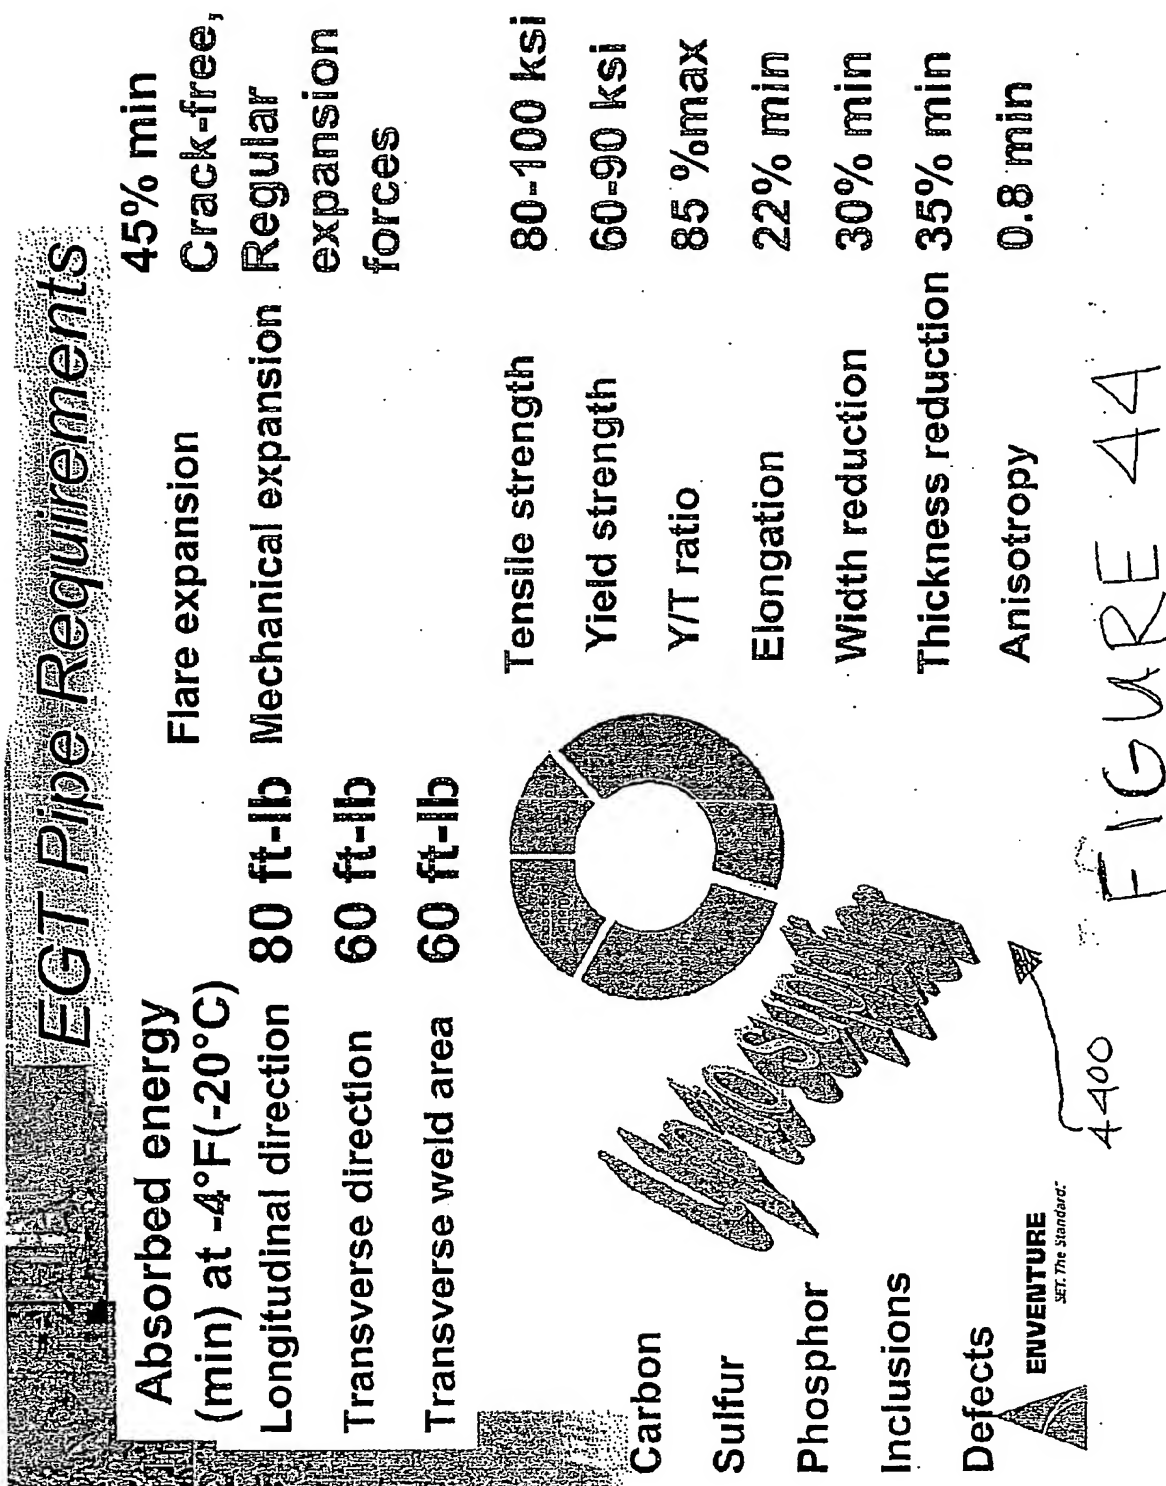 EGT Pipe Requirements
Absorbed energy
(min) at -4°F(-20°C)
Longitudinal direction 80 ft-lb
Transverse direction 60 ft-lb
Transverse weld area 60 ft-lb
Flare expansion 45% min
Mechanical expansion Crack-free,
Regular
expansion
forces
Tensile strength 80-100 ksi
Yield strength 60-90 ksi
Y/T ratio 85 %max
Elongation 22% min
Width reduction 30% min
Thickness reduction 35% min
Anisotropy 0.8 min
Carbon
Sulfur
Phosphor
Inclusions
Defects
ENVENTURE
SET. The Standard.
4400
FIGURE 44